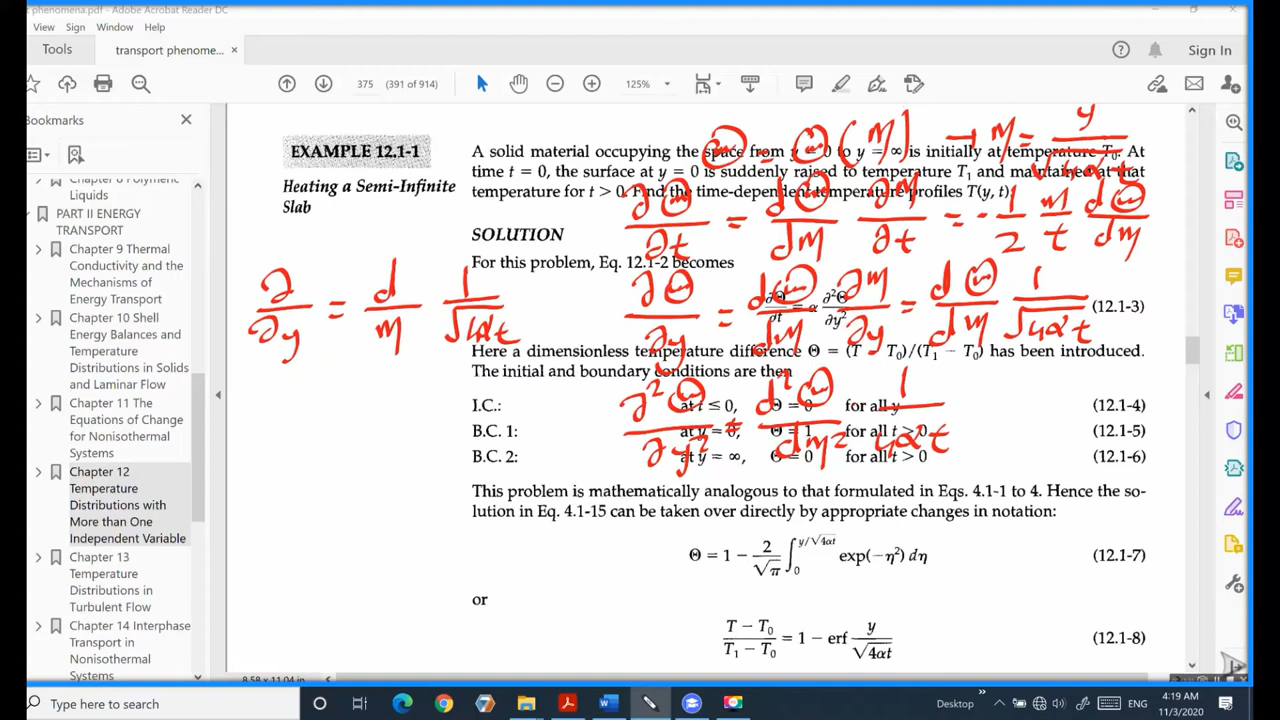 phenomena.pdf - Adobe Acrobat Reader DC
View Sign Window Help
Tools
transport phenome... ×
Sign In
375 (391 of 914)
125%
Bookmarks
Chapter 8 Polymeric
Liquids
PART II ENERGY
TRANSPORT
Chapter 9 Thermal
Conductivity and the
Mechanisms of
Energy Transport
Chapter 10 Shell
Energy Balances and
Temperature
Distributions in Solids
and Laminar Flow
Chapter 11 The
Equations of Change
for Nonisothermal
Systems
Chapter 12
Temperature
Distributions with
More than One
Independent Variable
Chapter 13
Temperature
Distributions in
Turbulent Flow
Chapter 14 Interphase
Transport in
Nonisothermal
Systems
EXAMPLE 12.1-1
Heating a Semi-Infinite
Slab
A solid material occupying the space from y = 0 to y = ∞ is initially at temperature T₀. At
time t = 0, the surface at y = 0 is suddenly raised to temperature T₁ and maintained at that
temperature for t > 0. Find the time-dependent temperature profiles T(y, t).
SOLUTION
For this problem, Eq. 12.1-2 becomes
∂Θ/∂t = α ∂²Θ/∂y² (12.1-3)
Here a dimensionless temperature difference Θ = (T − T₀)/(T₁ − T₀) has been introduced.
The initial and boundary conditions are then
I.C.: at t ≤ 0, Θ = 0 for all y (12.1-4)
B.C. 1: at y = 0, Θ = 1 for all t > 0 (12.1-5)
B.C. 2: at y = ∞, Θ = 0 for all t > 0 (12.1-6)
This problem is mathematically analogous to that formulated in Eqs. 4.1-1 to 4. Hence the so-
lution in Eq. 4.1-15 can be taken over directly by appropriate changes in notation:
Θ = 1 − 2/√π ∫₀^(y/√4αt) exp(−η²) dη (12.1-7)
or
(T − T₀)/(T₁ − T₀) = 1 − erf y/√4αt (12.1-8)
Θ = Θ(η) → η = y/√4αt
∂Θ/∂t = dΘ/dη ∂η/∂t = −1/2 η/t dΘ/dη
∂/∂y = d/η 1/√4αt
∂Θ/∂y = dΘ/dη ∂η/∂y = dΘ/dη 1/√4αt
∂²Θ/∂y² = d²Θ/dη² 1/4αt
8.58 x 11.04 in
Type here to search
Desktop
ENG
4:19 AM
11/3/2020